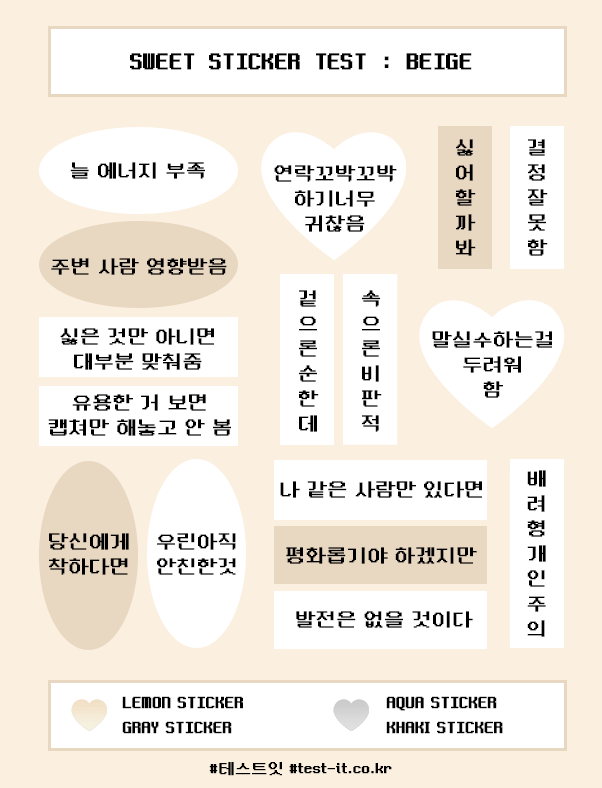 SWEET STICKER TEST : BEIGE
늘 에너지 부족
연락꼬박꼬박
하기너무
귀찮음
싫어할까봐
결정잘못함
주변 사람 영향받음
싫은 것만 아니면
대부분 맞춰줌
유용한 거 보면
캡쳐만 해놓고 안 봄
겉으론순한데
속으론비판적
말실수하는걸
두려워
함
당신에게
착하다면
우린아직
안친한것
나 같은 사람만 있다면
평화롭기야 하겠지만
발전은 없을 것이다
배려형개인주의
LEMON STICKER
GRAY STICKER
AQUA STICKER
KHAKI STICKER
#테스트잇 #test-it.co.kr